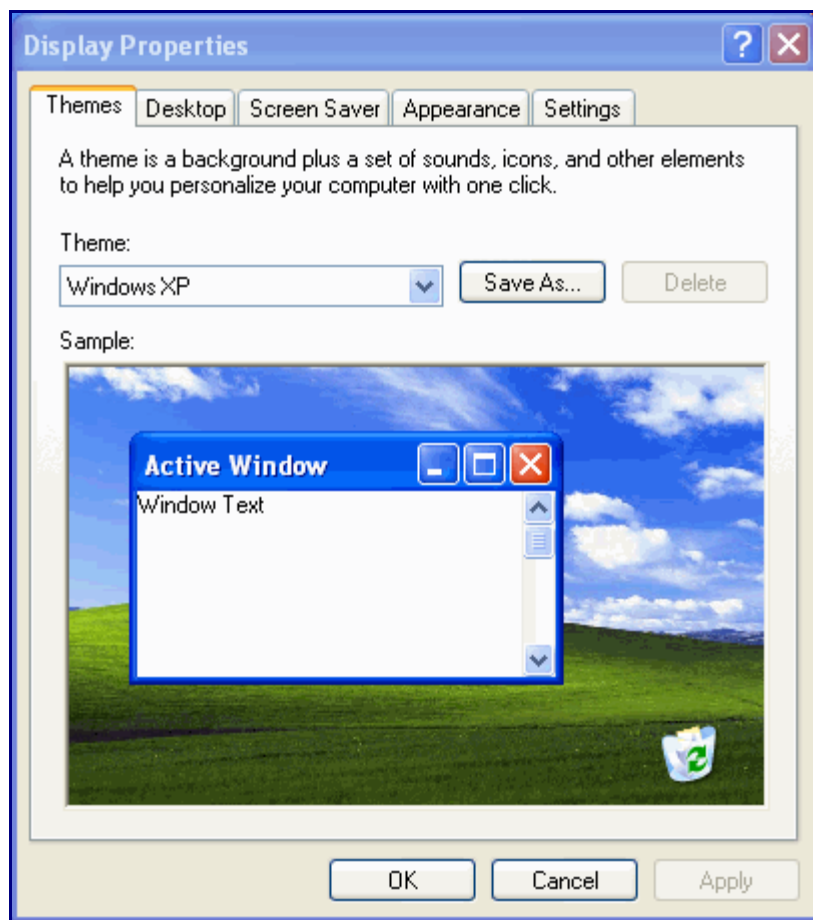 Display Properties
Themes Desktop Screen Saver Appearance Settings
A theme is a background plus a set of sounds, icons, and other elements
to help you personalize your computer with one click.
Theme:
Windows XP Save As... Delete
Sample:
Active Window
Window Text
OK Cancel Apply